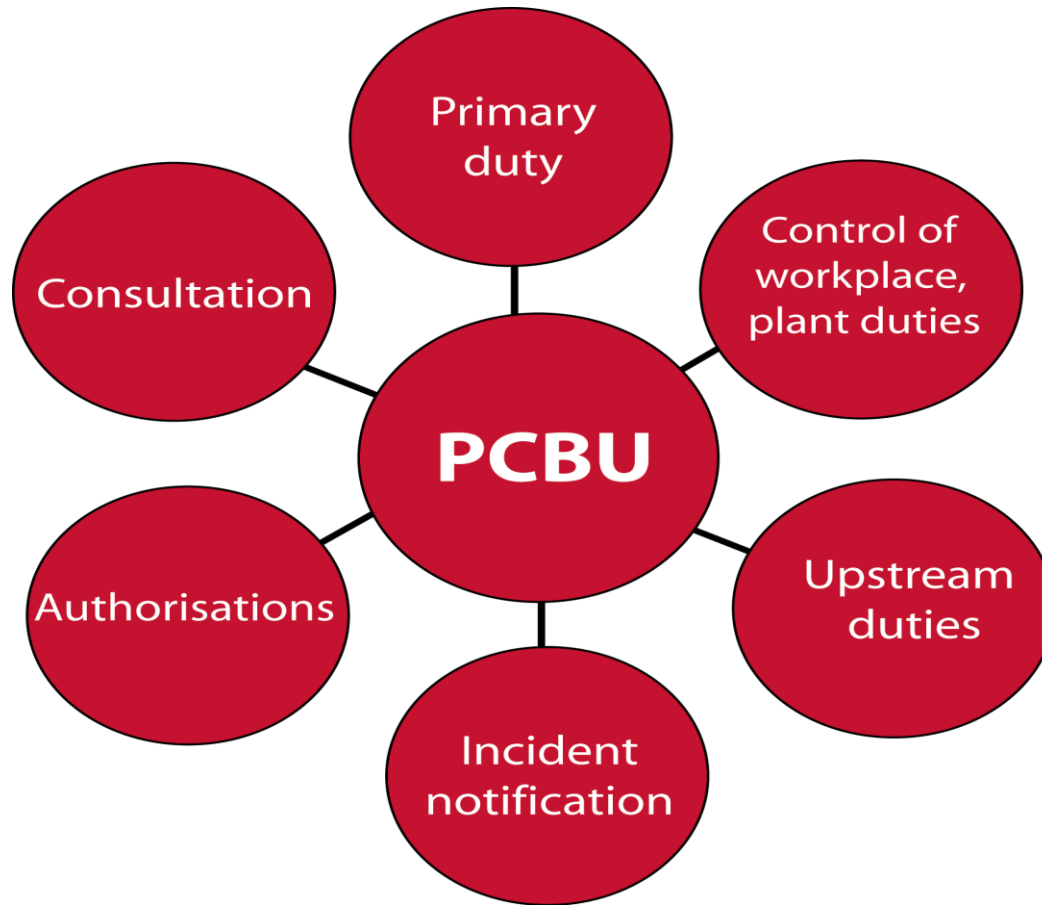 Primary
duty
Control of
workplace,
plant duties
Consultation
PCBU
Upstream
duties
Authorisations
Incident
notification